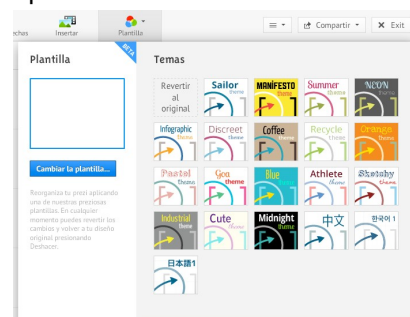 chas
Insertar
Plantilla
Compartir
Exit
Plantilla
BETA
Temas
Revertir
al
original
Sailor
theme
MANIFESTO
theme
Summer
theme
NEON
theme
Infographic
theme
Discreet
theme
Coffee
theme
Recycle
theme
Orange
theme
Pastel
theme
Goa
theme
Blue
theme
Athlete
theme
Sketchy
theme
Industrial
theme
Cute
theme
Midnight
theme
中文
한국어 1
日本語1
Cambiar la plantilla...
Reorganiza tu prezi aplicando
uno de nuestras preciosas
plantillas. En cualquier
momento puedes revertir los
cambios y volver a tu diseño
original presionando
Deshacer.